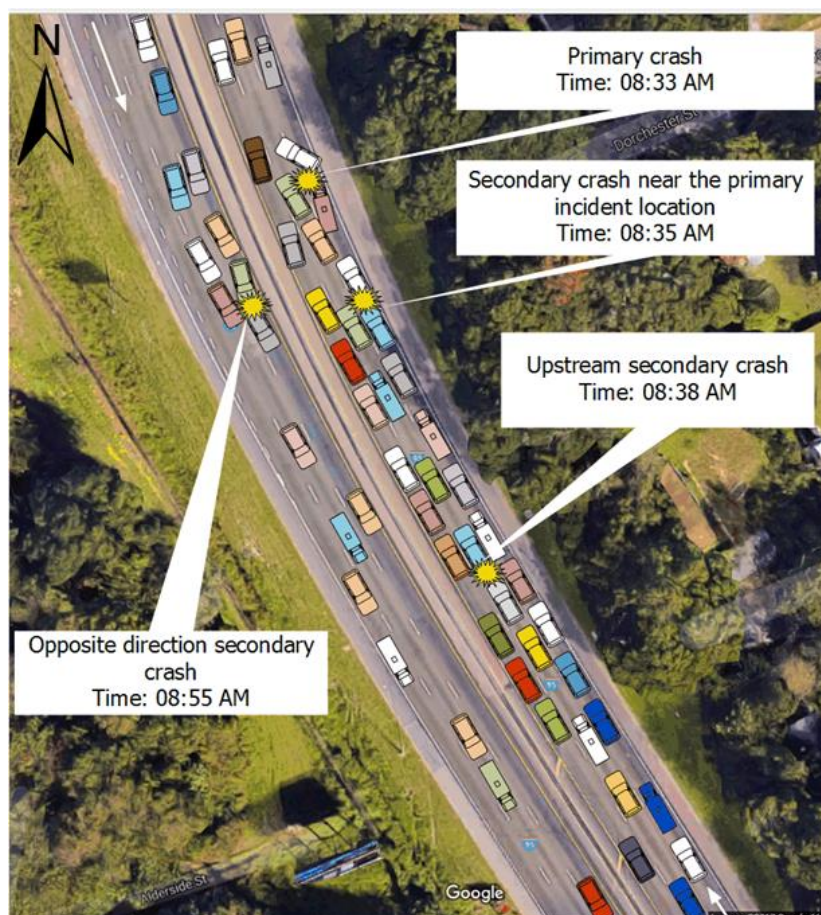 N
Primary crash
Time: 08:33 AM
Dorchester St
Secondary crash near the primary
incident location
Time: 08:35 AM
Upstream secondary crash
Time: 08:38 AM
Opposite direction secondary
crash
Time: 08:55 AM
95
Alderside St
Google